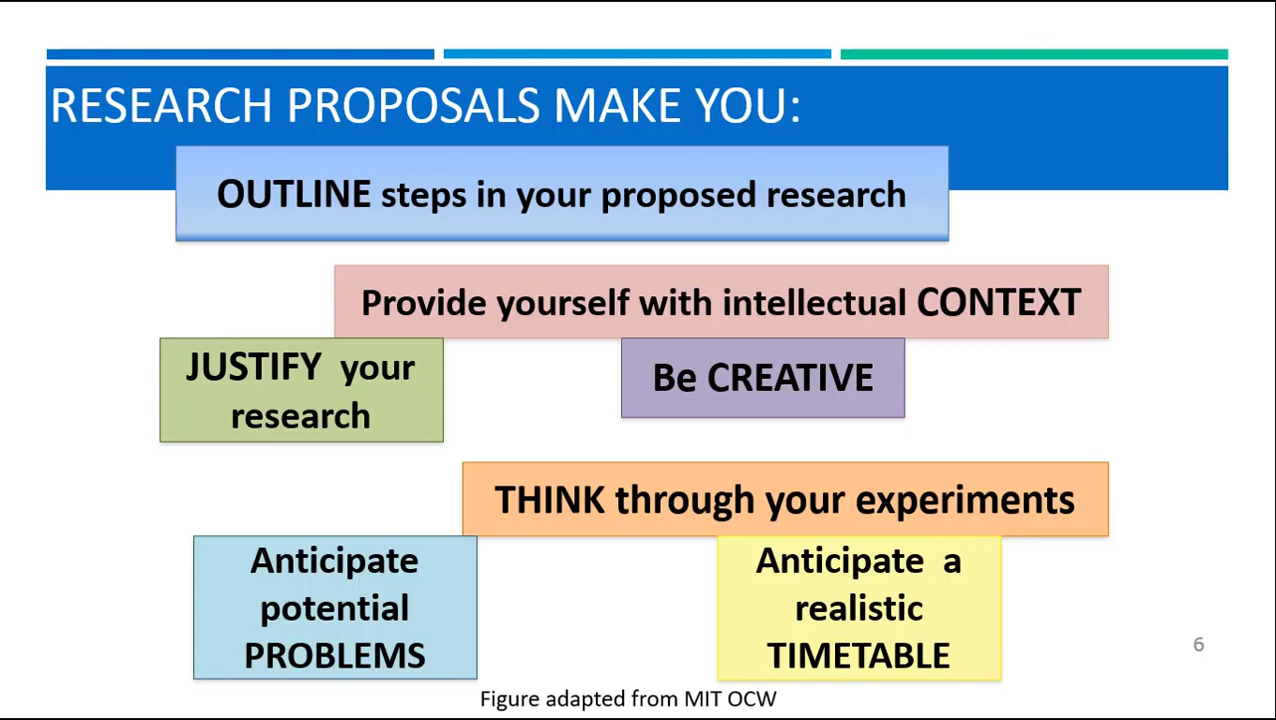 RESEARCH PROPOSALS MAKE YOU:
OUTLINE steps in your proposed research
Provide yourself with intellectual CONTEXT
JUSTIFY your
research
Be CREATIVE
THINK through your experiments
Anticipate
potential
PROBLEMS
Anticipate a
realistic
TIMETABLE
6
Figure adapted from MIT OCW